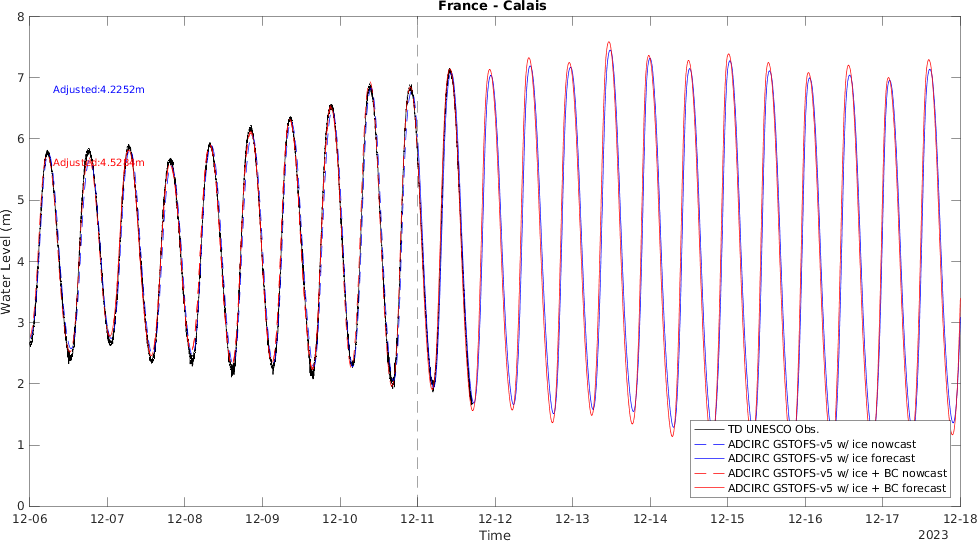 France - Calais
8
7
6
5
4
3
2
1
0
Water Level (m)
Adjusted:4.2252m
Adjusted:4.5284m
TD UNESCO Obs.
ADCIRC GSTOFS-v5 w/ ice nowcast
ADCIRC GSTOFS-v5 w/ ice forecast
ADCIRC GSTOFS-v5 w/ ice + BC nowcast
ADCIRC GSTOFS-v5 w/ ice + BC forecast
12-06 12-07 12-08 12-09 12-10 12-11 12-12 12-13 12-14 12-15 12-16 12-17 12-18
Time
2023